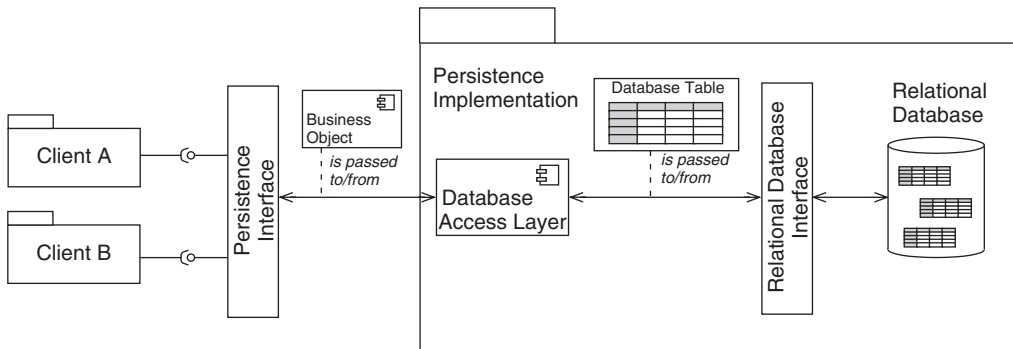 Client A
Client B
Persistence
Interface
Business
Object
is passed
to/from
Persistence
Implementation
Database
Access Layer
Database Table
is passed
to/from
Relational Database
Interface
Relational
Database